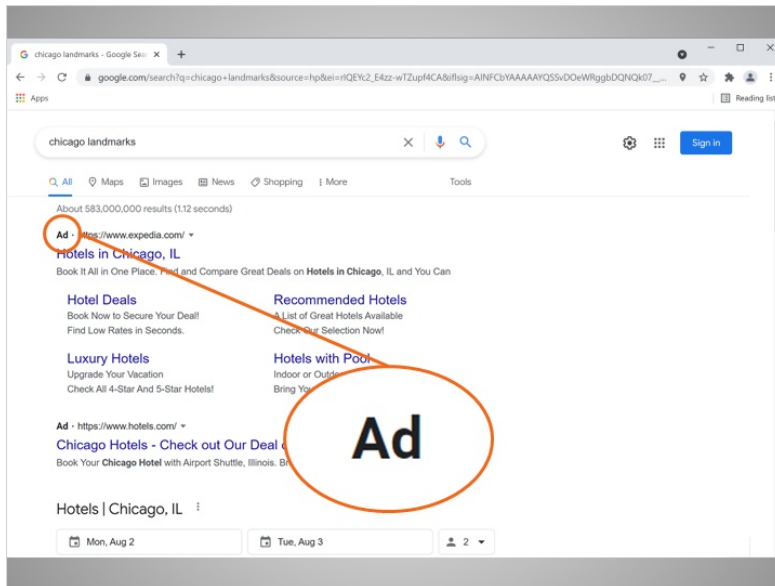 chicago landmarks - Google Sear
google.com/search?q=chicago+landmarks&source=hp&ei=rIQEYc2_E4zz-wTZupf4CA&iflsig=AINFCbYAAAAAYQSSvDOeWRggbDQNQk07__...
Apps
Reading list
chicago landmarks
Sign in
All Maps Images News Shopping More Tools
About 583,000,000 results (1.12 seconds)
Ad · https://www.expedia.com/
Hotels in Chicago, IL
Book It All in One Place. Find and Compare Great Deals on Hotels in Chicago, IL and You Can
Hotel Deals
Book Now to Secure Your Deal!
Find Low Rates in Seconds.
Recommended Hotels
A List of Great Hotels Available
Check Our Selection Now!
Luxury Hotels
Upgrade Your Vacation
Check All 4-Star And 5-Star Hotels!
Hotels with Pool
Indoor or Outdo
Bring Yo
Ad
Ad · https://www.hotels.com/
Chicago Hotels - Check out Our Deal
Book Your Chicago Hotel with Airport Shuttle, Illinois. B
Hotels | Chicago, IL
Mon, Aug 2
Tue, Aug 3
2